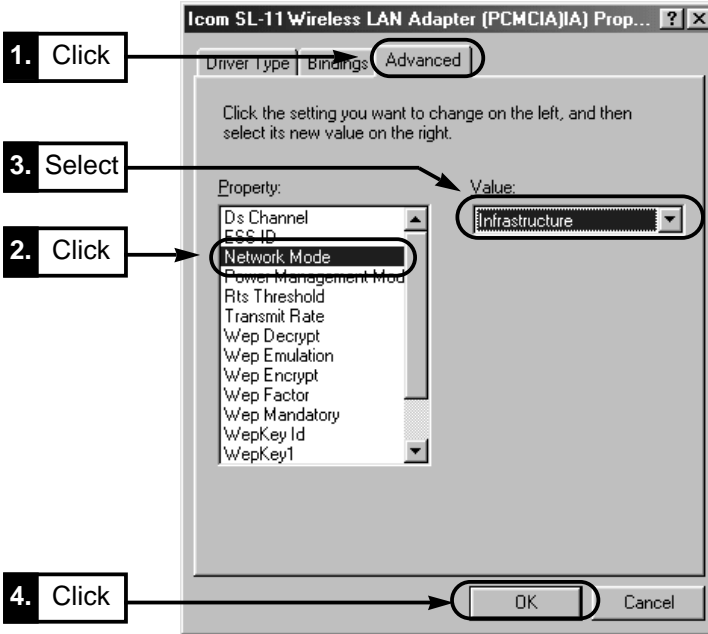 Icom SL-11 Wireless LAN Adapter (PCMCIA)IA) Prop... ? X
1. Click
Driver Type Bindings Advanced
Click the setting you want to change on the left, and then
select its new value on the right.
3. Select
Property:
Value:
Infrastructure
Ds Channel
ESS ID
2. Click
Network Mode
Power Management Mod
Rts Threshold
Transmit Rate
Wep Decrypt
Wep Emulation
Wep Encrypt
Wep Factor
Wep Mandatory
WepKey Id
WepKey1
4. Click
OK
Cancel